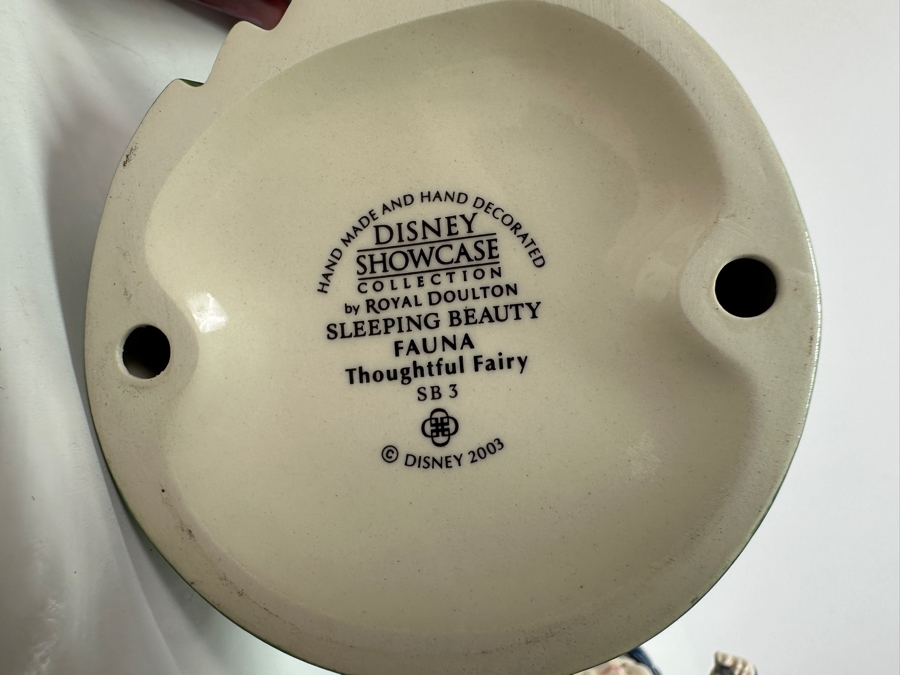 HAND MADE AND HAND DECORATED
DISNEY
SHOWCASE
COLLECTION
by ROYAL DOULTON
SLEEPING BEAUTY
FAUNA
Thoughtful Fairy
SB 3
© DISNEY 2003